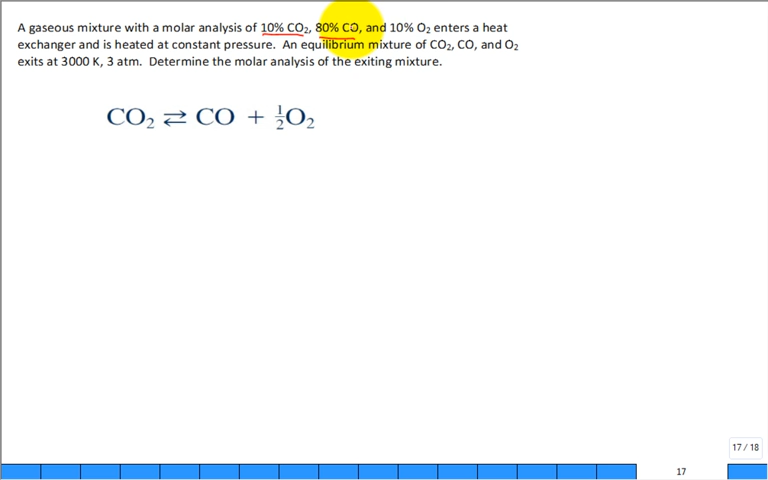 A gaseous mixture with a molar analysis of 10% CO₂, 80% CO, and 10% O₂ enters a heat
exchanger and is heated at constant pressure. An equilibrium mixture of CO₂, CO, and O₂
exits at 3000 K, 3 atm. Determine the molar analysis of the exiting mixture.
CO₂ ⇄ CO + ½O₂
17 / 18
17